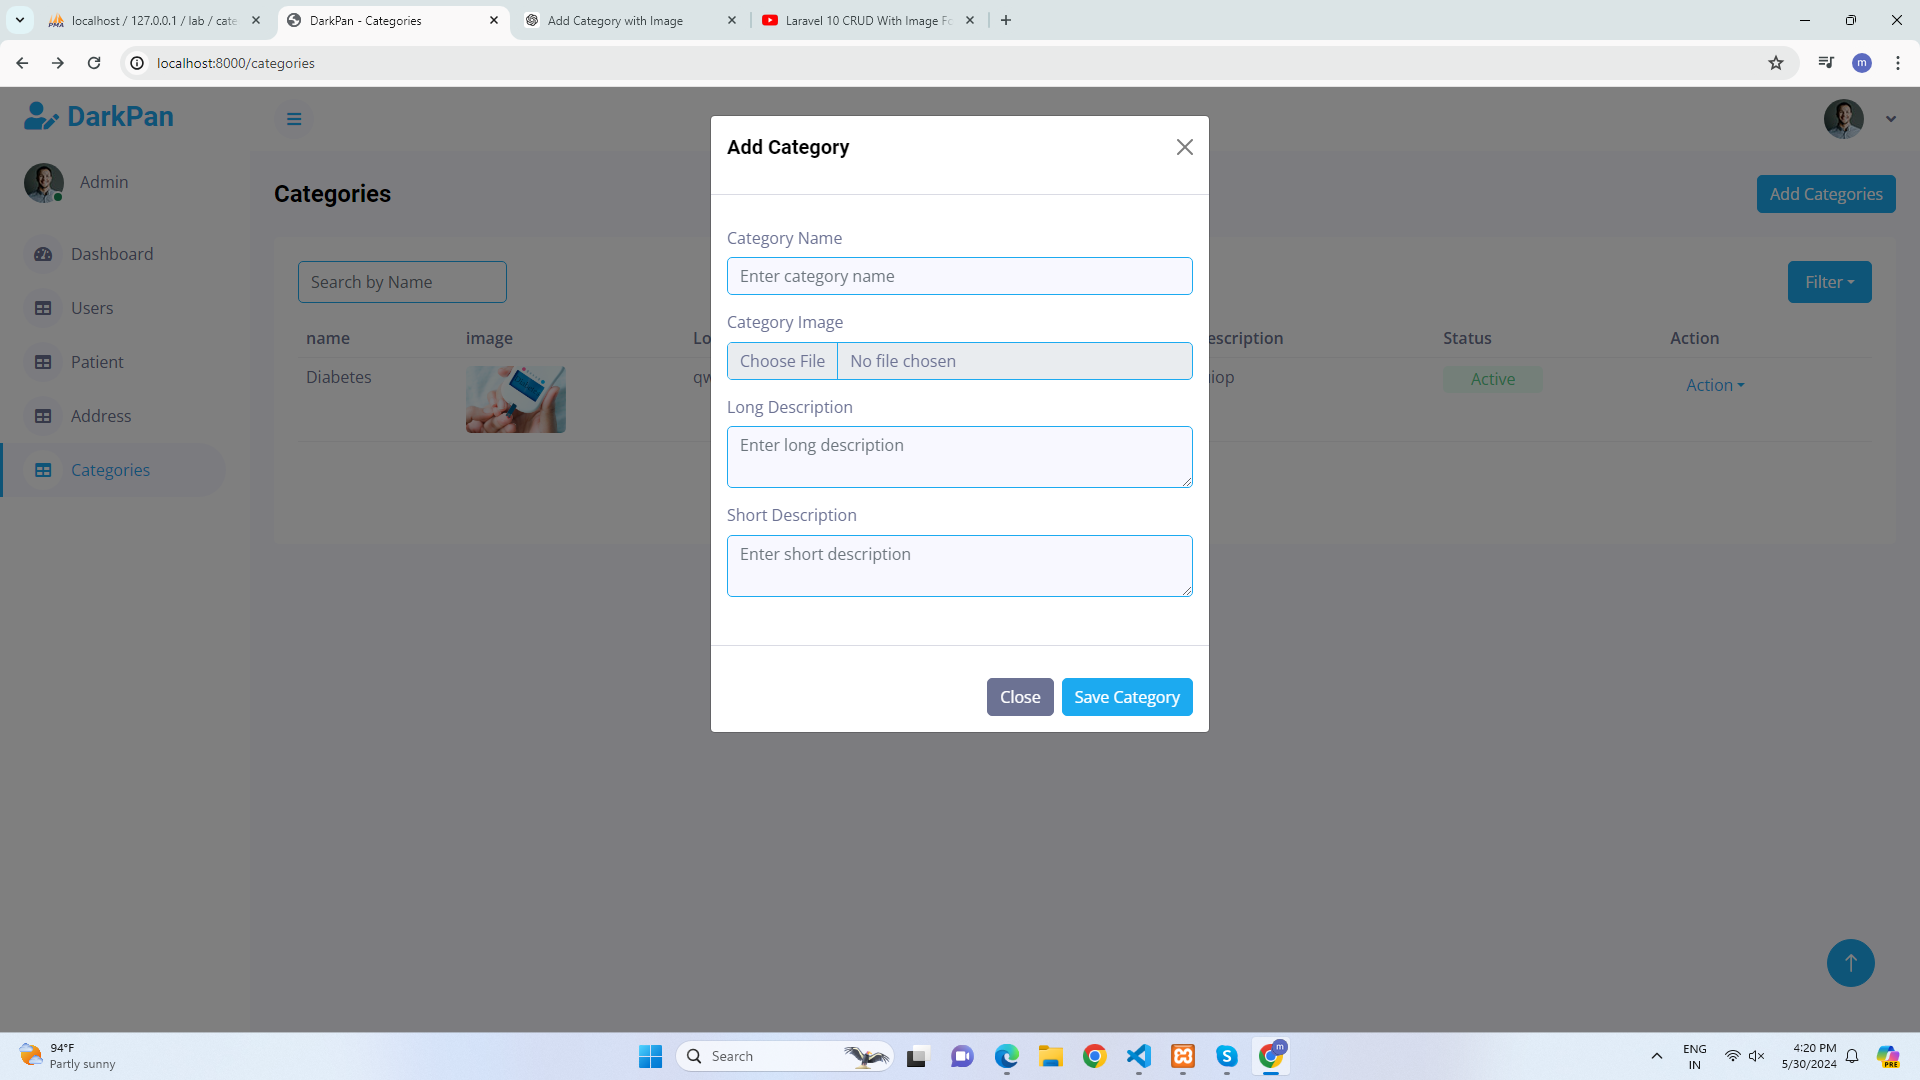 localhost / 127.0.0.1 / lab / cate
DarkPan - Categories
Add Category with Image
Laravel 10 CRUD With Image Fo
localhost:8000/categories
m
DarkPan
Admin
Dashboard
Users
Patient
Address
Categories
Categories
Add Categories
Search by Name
Filter
name
image
Lo
escription
Status
Action
Diabetes
qw
iop
Active
Action
Add Category
Category Name
Enter category name
Category Image
Choose File
No file chosen
Long Description
Enter long description
Short Description
Enter short description
Close
Save Category
94°F
Partly sunny
Search
m
ENG
IN
4:20 PM
5/30/2024
PRE